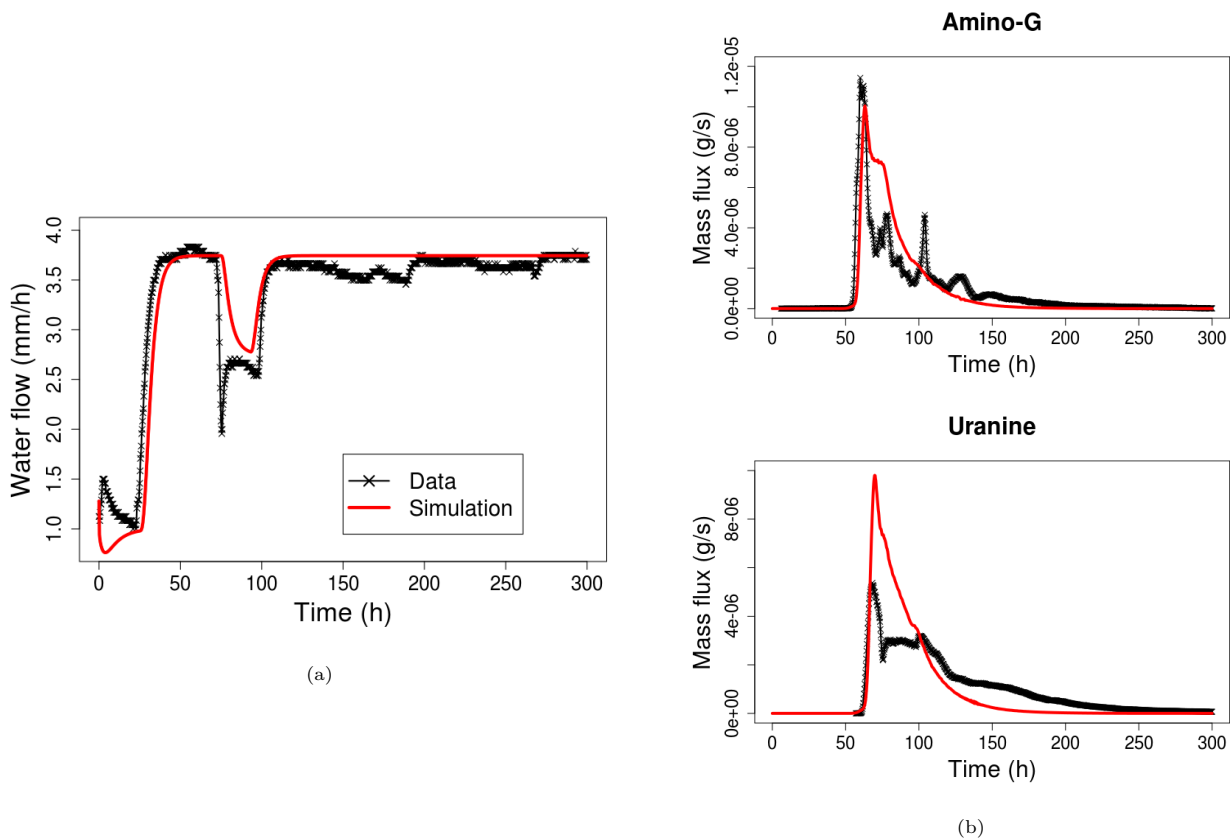 Water flow (mm/h)
4.0
3.5
3.0
2.5
2.0
1.5
1.0
Data
Simulation
0 50 100 150 200 250 300
Time (h)
(a)
Amino-G
Mass flux (g/s)
1.2e-05
8.0e-06
4.0e-06
0.0e+00
0 50 100 150 200 250 300
Time (h)
Uranine
Mass flux (g/s)
8e-06
4e-06
0e+00
0 50 100 150 200 250 300
Time (h)
(b)